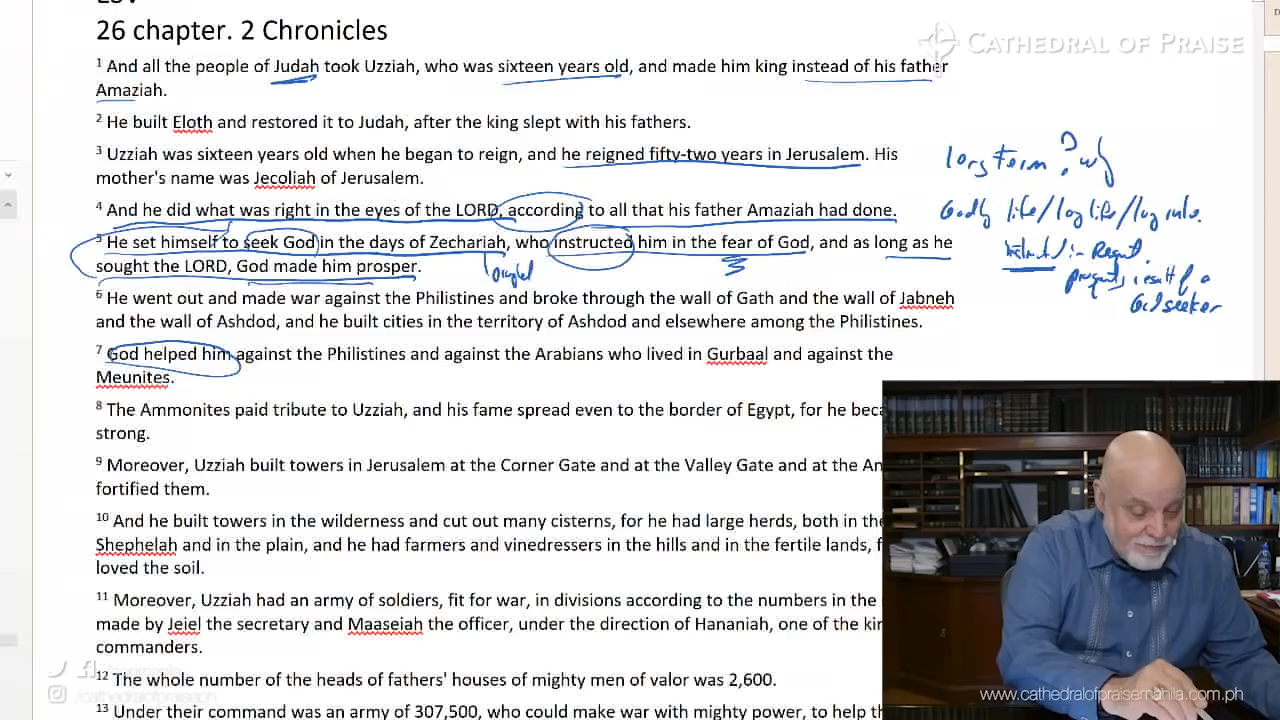 ESV
26 chapter. 2 Chronicles
CATHEDRAL OF PRAISE
1 And all the people of Judah took Uzziah, who was sixteen years old, and made him king instead of his father
Amaziah.
2 He built Eloth and restored it to Judah, after the king slept with his fathers.
3 Uzziah was sixteen years old when he began to reign, and he reigned fifty-two years in Jerusalem. His
mother's name was Jecoliah of Jerusalem.
long term ? why
4 And he did what was right in the eyes of the LORD, according to all that his father Amaziah had done.
Godly life/long life/long rule.
5 He set himself to seek God in the days of Zechariah, who instructed him in the fear of God, and as long as he
sought the LORD, God made him prosper.
result of a
God seeker
6 He went out and made war against the Philistines and broke through the wall of Gath and the wall of Jabneh
and the wall of Ashdod, and he built cities in the territory of Ashdod and elsewhere among the Philistines.
7 God helped him against the Philistines and against the Arabians who lived in Gurbaal and against the
Meunites.
8 The Ammonites paid tribute to Uzziah, and his fame spread even to the border of Egypt, for he beca
strong.
9 Moreover, Uzziah built towers in Jerusalem at the Corner Gate and at the Valley Gate and at the An
fortified them.
10 And he built towers in the wilderness and cut out many cisterns, for he had large herds, both in the
Shephelah and in the plain, and he had farmers and vinedressers in the hills and in the fertile lands, f
loved the soil.
11 Moreover, Uzziah had an army of soldiers, fit for war, in divisions according to the numbers in the
made by Jeiel the secretary and Maaseiah the officer, under the direction of Hananiah, one of the kin
commanders.
12 The whole number of the heads of fathers' houses of mighty men of valor was 2,600.
13 Under their command was an army of 307,500, who could make war with mighty power, to help th
/cathedralofpraiseph
www.cathedralofpraisemanila.com.ph